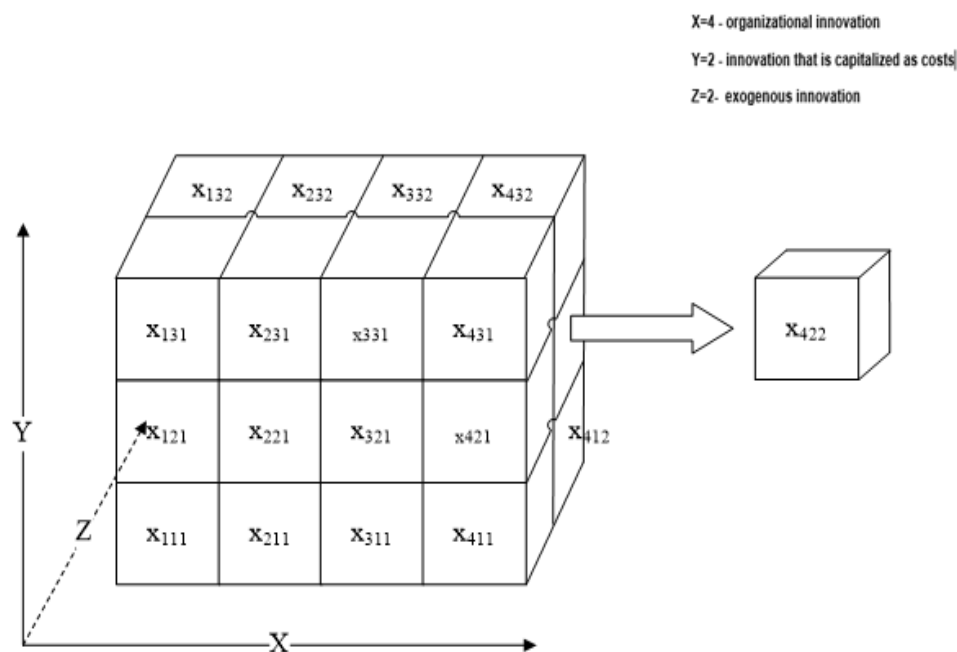 X=4 - organizational innovation
Y=2 - innovation that is capitalized as costs
Z=2- exogenous innovation
x132 x232 x332 x432
x131 x231 x331 x431
x422
Y
x121 x221 x321 x421 x412
Z
x111 x211 x311 x411
X